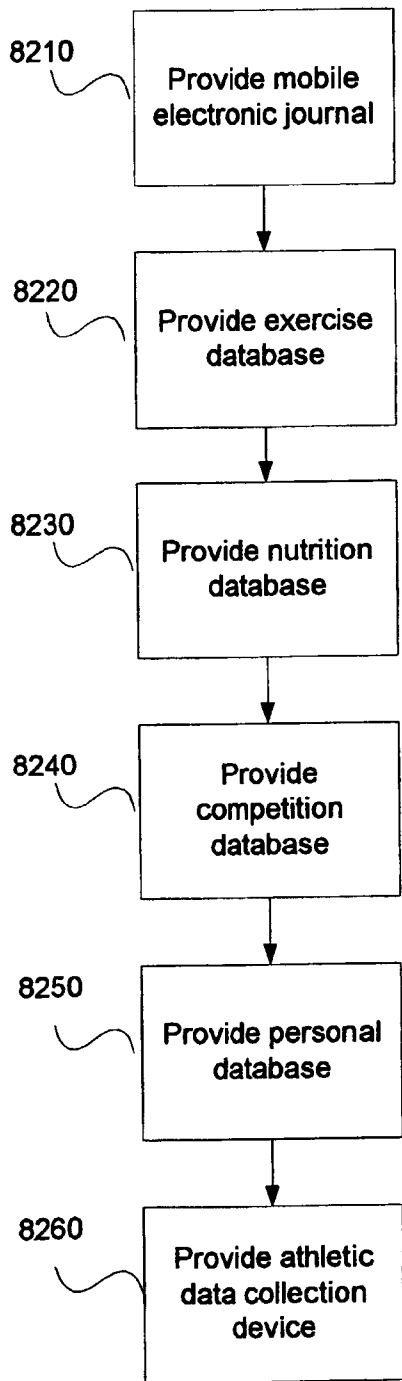 8210
Provide mobile
electronic journal
8220
Provide exercise
database
8230
Provide nutrition
database
8240
Provide
competition
database
8250
Provide personal
database
8260
Provide athletic
data collection
device